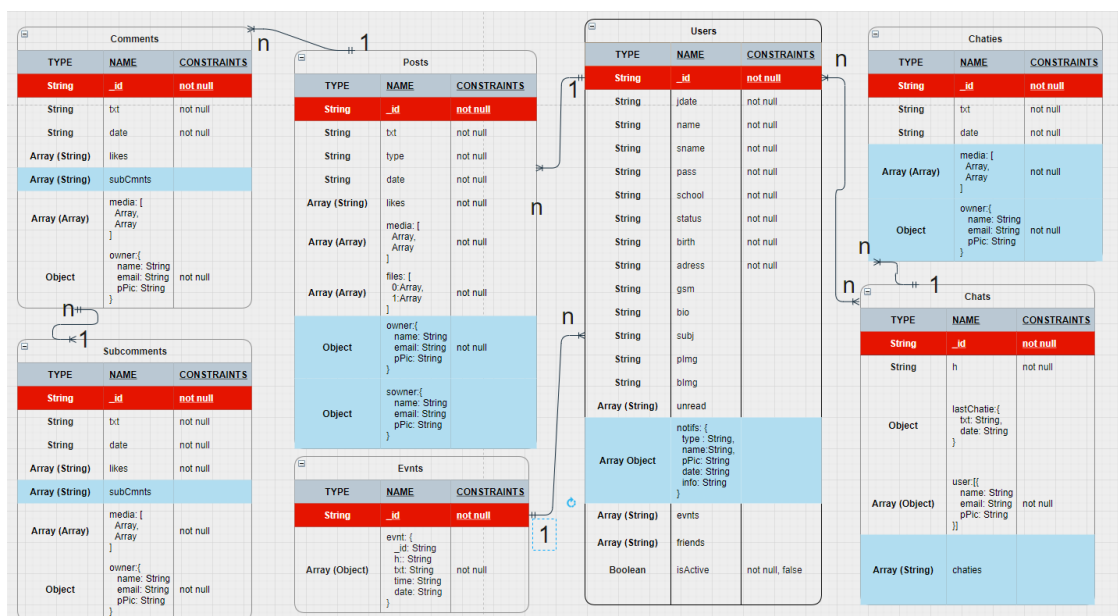 Comments
TYPE NAME CONSTRAINTS
String _id not null
String txt not null
String date not null
Array (String) likes
Array (String) subCmnts
Array (Array) media: [
Array,
Array
]
Object owner:{
name: String
email: String
pPic: String
} not null
n
1
Subcomments
TYPE NAME CONSTRAINTS
String _id not null
String txt not null
String date not null
Array (String) likes not null
Array (String) subCmnts
Array (Array) media: [
Array,
Array
] not null
Object owner:{
name: String
email: String
pPic: String
} not null
n
1
Posts
TYPE NAME CONSTRAINTS
String _id not null
String txt not null
String type not null
String date not null
Array (String) likes not null
Array (Array) media: [
Array,
Array
] not null
Array (Array) files: [
0:Array
1:Array
] not null
Object owner:{
name: String
email: String
pPic: String
} not null
Object sowner:{
name: String
email: String
pPic: String
}
Evnts
TYPE NAME CONSTRAINTS
String _id not null
Array (Object) evnt: {
_id: String
h:: String
txt: String
time: String
date: String
} not null
1
n
n
1
Users
TYPE NAME CONSTRAINTS
String _id not null
String jdate not null
String name not null
String sname not null
String pass not null
String school not null
String status not null
String birth not null
String adress not null
String gsm
String bio
String subj
String pImg
String bImg
Array (String) unread
Array Object notifs: {
type : String,
name:String,
pPic: String
date: String
info: String
}
Array (String) evnts
Array (String) friends
Boolean isActive not null, false
n
n
Chaties
TYPE NAME CONSTRAINTS
String _id not null
String txt not null
String date not null
Array (Array) media: [
Array,
Array
] not null
Object owner:{
name: String
email: String
pPic: String
} not null
n
1
Chats
TYPE NAME CONSTRAINTS
String _id not null
String h not null
Object lastChatie:{
txt: String,
date: String
}
Array (Object) user:[{
name: String
email: String
pPic: String
}] not null
Array (String) chaties